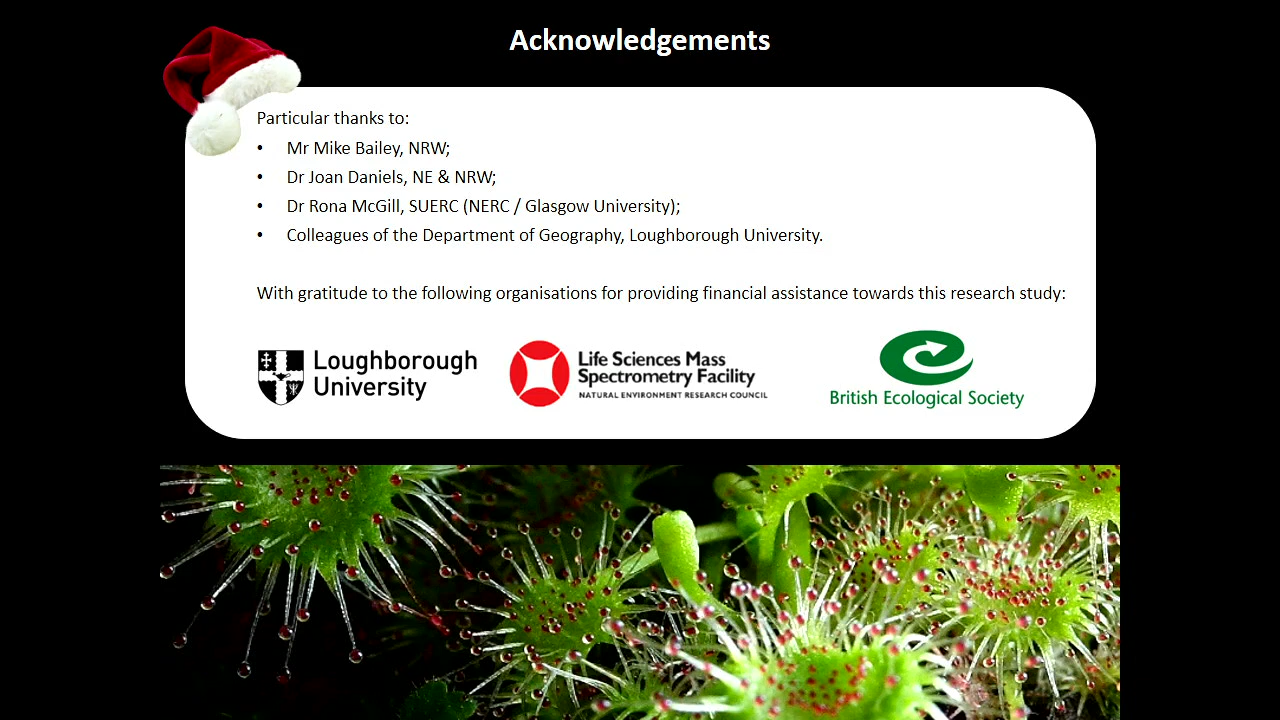 Acknowledgements
Particular thanks to:
• Mr Mike Bailey, NRW;
• Dr Joan Daniels, NE & NRW;
• Dr Rona McGill, SUERC (NERC / Glasgow University);
• Colleagues of the Department of Geography, Loughborough University.
With gratitude to the following organisations for providing financial assistance towards this research study:
Loughborough
University
Life Sciences Mass
Spectrometry Facility
NATURAL ENVIRONMENT RESEARCH COUNCIL
British Ecological Society